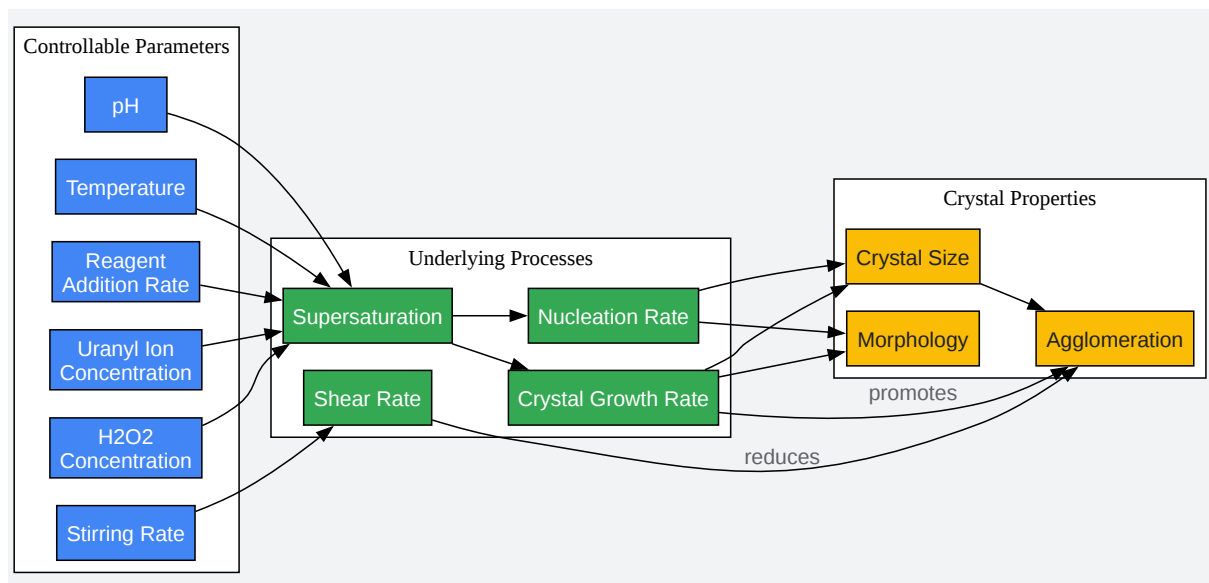 Controllable Parameters
pH
Temperature
Reagent
Addition Rate
Uranyl Ion
Concentration
H2O2
Concentration
Stirring Rate
Underlying Processes
Supersaturation
Nucleation Rate
Shear Rate
Crystal Growth Rate
Crystal Properties
Crystal Size
Morphology
Agglomeration
promotes
reduces